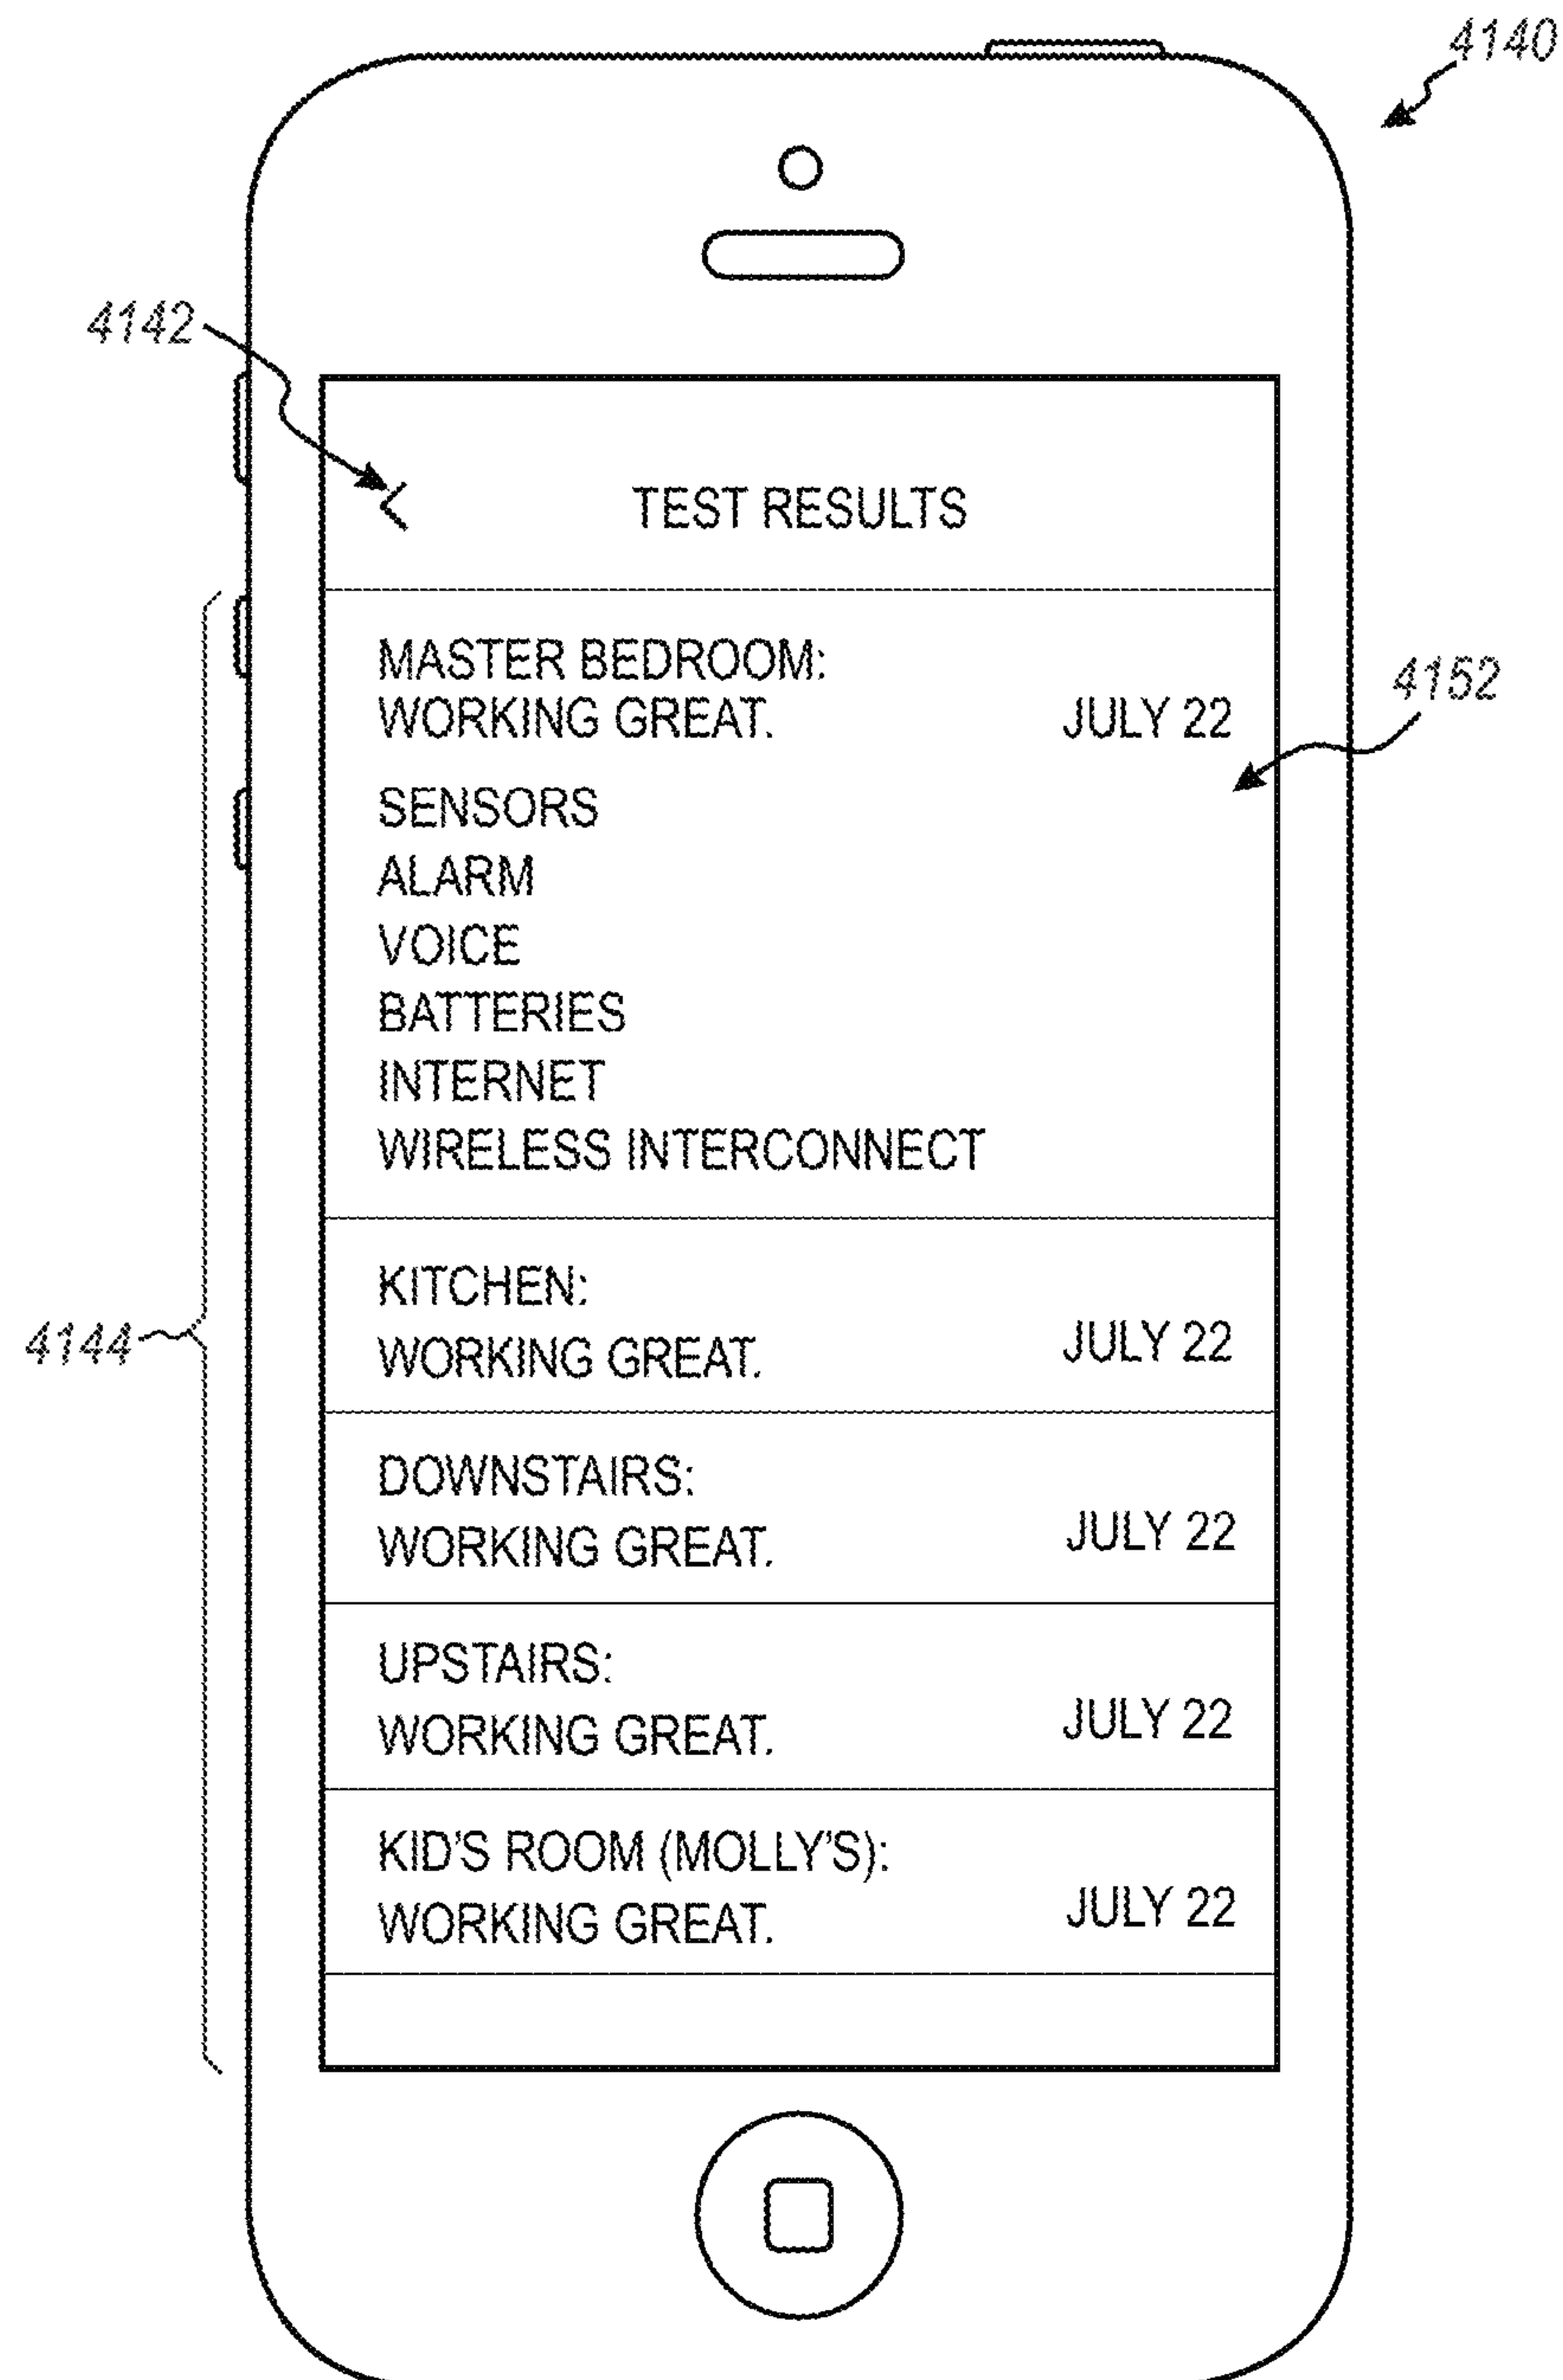 4140
4142
<
TEST RESULTS
MASTER BEDROOM:
WORKING GREAT. JULY 22
4152
SENSORS
ALARM
VOICE
BATTERIES
INTERNET
WIRELESS INTERCONNECT
KITCHEN:
WORKING GREAT. JULY 22
4144
DOWNSTAIRS:
WORKING GREAT. JULY 22
UPSTAIRS:
WORKING GREAT. JULY 22
KID'S ROOM (MOLLY'S):
WORKING GREAT. JULY 22